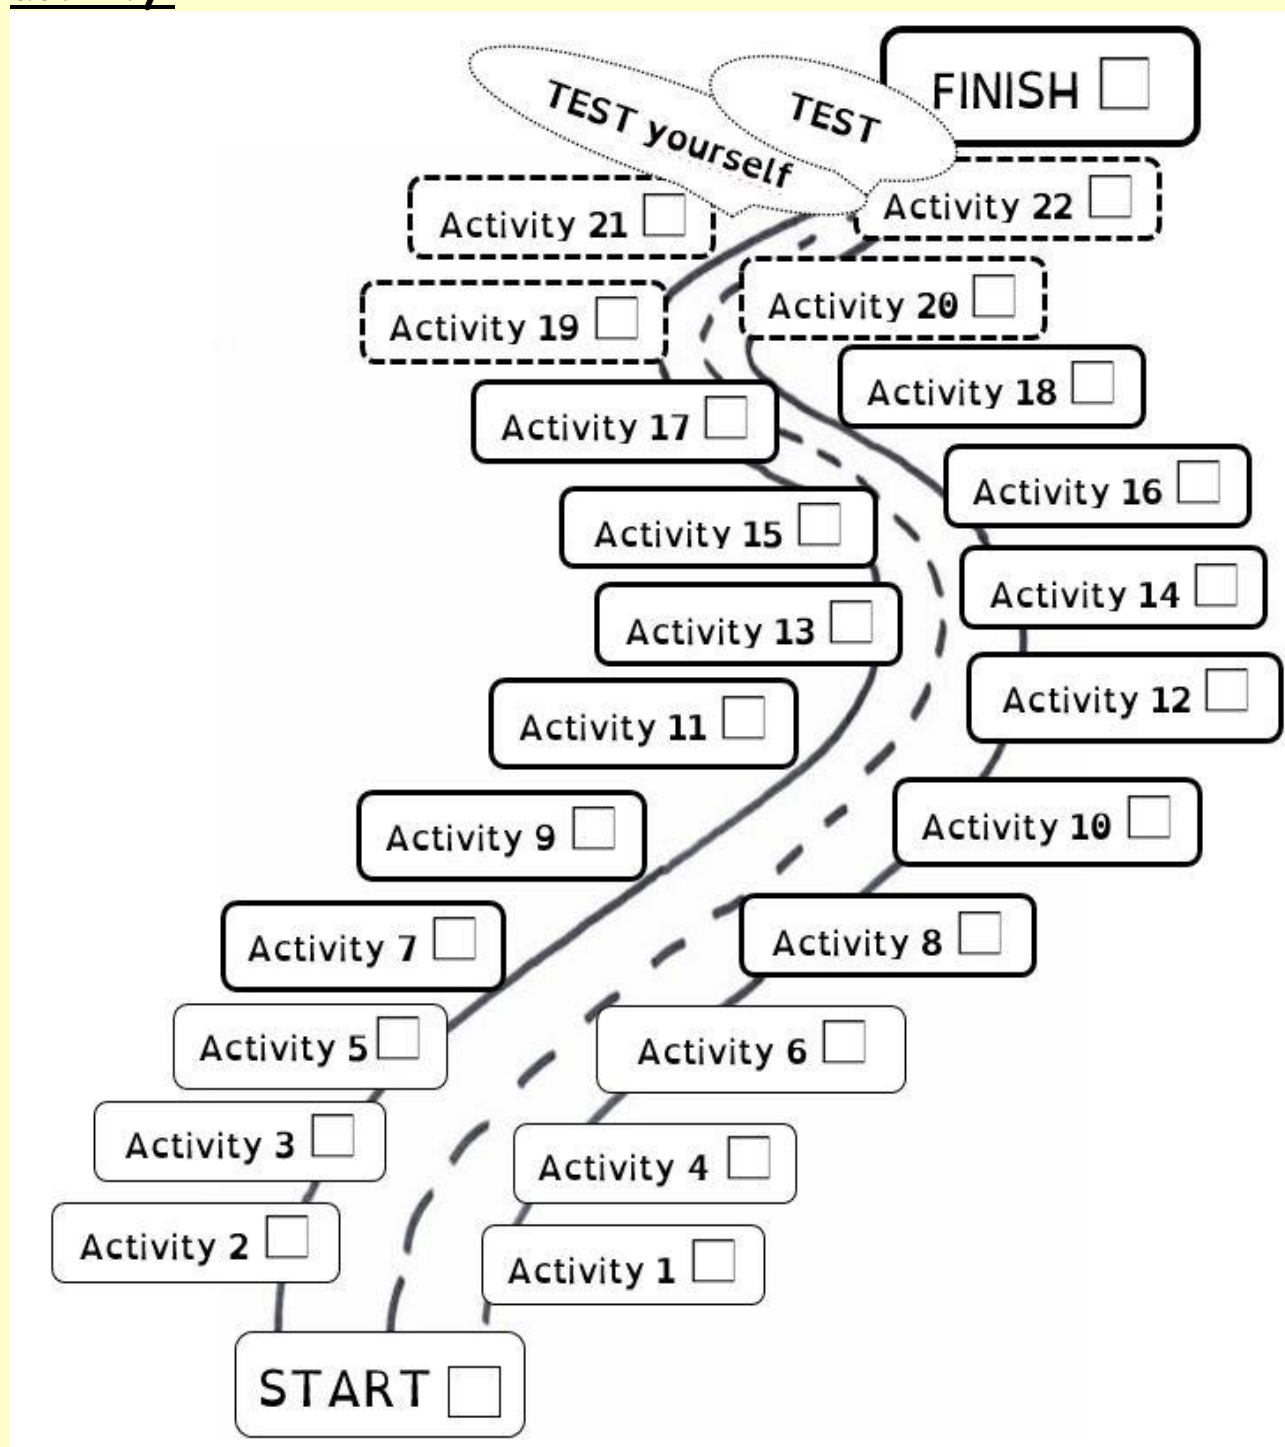 FINISH
TEST yourself
TEST
Activity 21
Activity 22
Activity 19
Activity 20
Activity 17
Activity 18
Activity 15
Activity 16
Activity 13
Activity 14
Activity 11
Activity 12
Activity 9
Activity 10
Activity 7
Activity 8
Activity 5
Activity 6
Activity 3
Activity 4
Activity 2
Activity 1
START